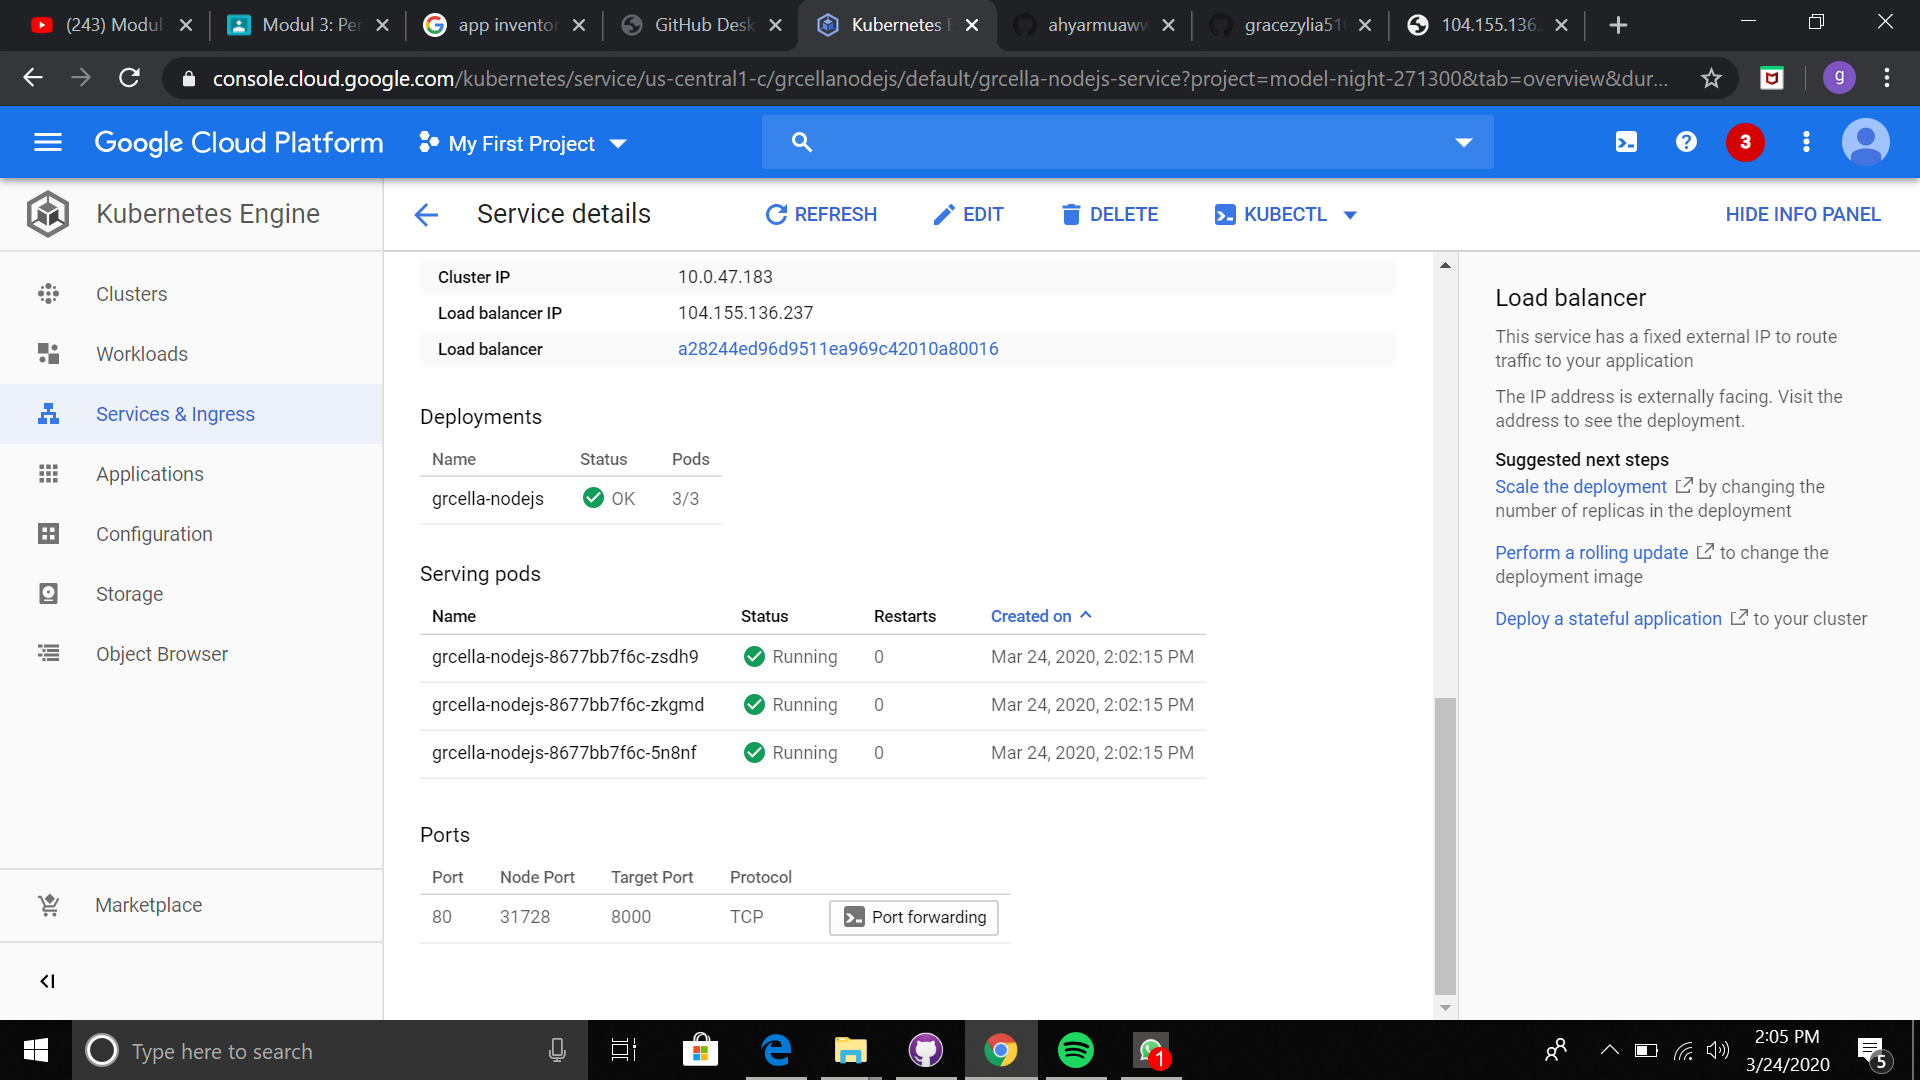 (243) Modul
Modul 3: Per
app inventor
GitHub Desk
Kubernetes E
ahyarmuaww
gracezylia51
104.155.136.
console.cloud.google.com/kubernetes/service/us-central1-c/grcellanodejs/default/grcella-nodejs-service?project=model-night-271300&tab=overview&dur...
g
Google Cloud Platform
My First Project
3
Kubernetes Engine
Service details
REFRESH
EDIT
DELETE
KUBECTL
HIDE INFO PANEL
Clusters
Workloads
Services & Ingress
Applications
Configuration
Storage
Object Browser
Marketplace
Cluster IP 10.0.47.183
Load balancer IP 104.155.136.237
Load balancer a28244ed96d9511ea969c42010a80016
Deployments
Name Status Pods
grcella-nodejs OK 3/3
Serving pods
Name Status Restarts Created on
grcella-nodejs-8677bb7f6c-zsdh9 Running 0 Mar 24, 2020, 2:02:15 PM
grcella-nodejs-8677bb7f6c-zkgmd Running 0 Mar 24, 2020, 2:02:15 PM
grcella-nodejs-8677bb7f6c-5n8nf Running 0 Mar 24, 2020, 2:02:15 PM
Ports
Port Node Port Target Port Protocol
80 31728 8000 TCP Port forwarding
Load balancer
This service has a fixed external IP to route
traffic to your application
The IP address is externally facing. Visit the
address to see the deployment.
Suggested next steps
Scale the deployment by changing the
number of replicas in the deployment
Perform a rolling update to change the
deployment image
Deploy a stateful application to your cluster
Type here to search
1
2:05 PM
3/24/2020
5